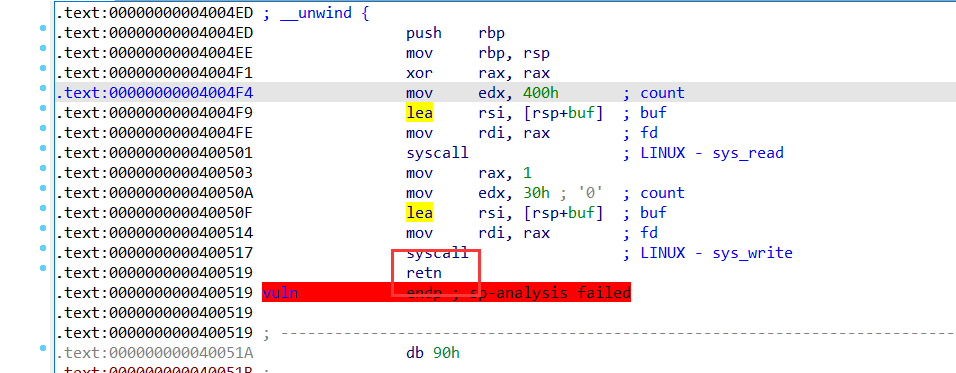 .text:00000000004004ED ; __unwind {
.text:00000000004004ED push rbp
.text:00000000004004EE mov rbp, rsp
.text:00000000004004F1 xor rax, rax
.text:00000000004004F4 mov edx, 400h ; count
.text:00000000004004F9 lea rsi, [rsp+buf] ; buf
.text:00000000004004FE mov rdi, rax ; fd
.text:0000000000400501 syscall ; LINUX - sys_read
.text:0000000000400503 mov rax, 1
.text:000000000040050A mov edx, 30h ; '0' ; count
.text:000000000040050F lea rsi, [rsp+buf] ; buf
.text:0000000000400514 mov rdi, rax ; fd
.text:0000000000400517 syscall ; LINUX - sys_write
.text:0000000000400519 retn
.text:0000000000400519 vuln endp ; sp-analysis failed
.text:0000000000400519
.text:0000000000400519 ; ---------------------------------------------------------------------------
.text:000000000040051A db 90h
.text:000000000040051B ;